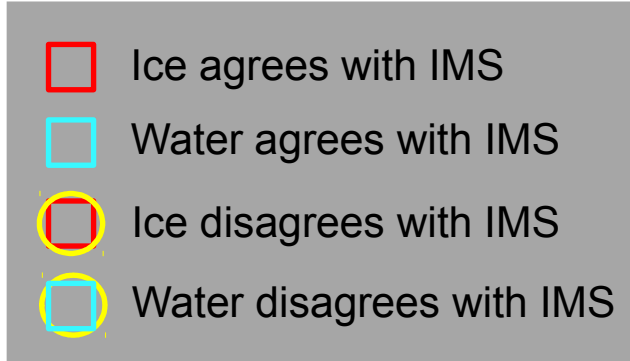 Ice agrees with IMS
Water agrees with IMS
Ice disagrees with IMS
Water disagrees with IMS